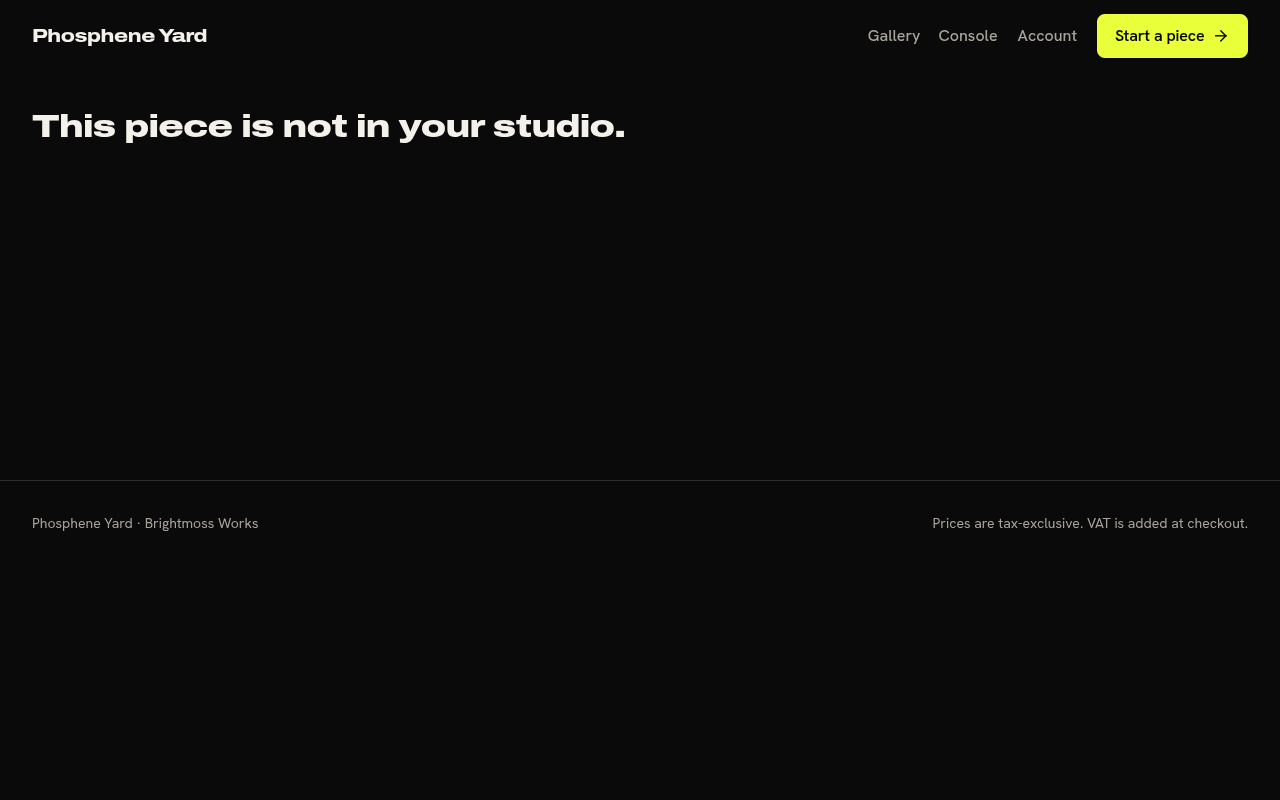 Phosphene Yard
Gallery Console Account Start a piece →
This piece is not in your studio.
Phosphene Yard · Brightmoss Works
Prices are tax-exclusive. VAT is added at checkout.